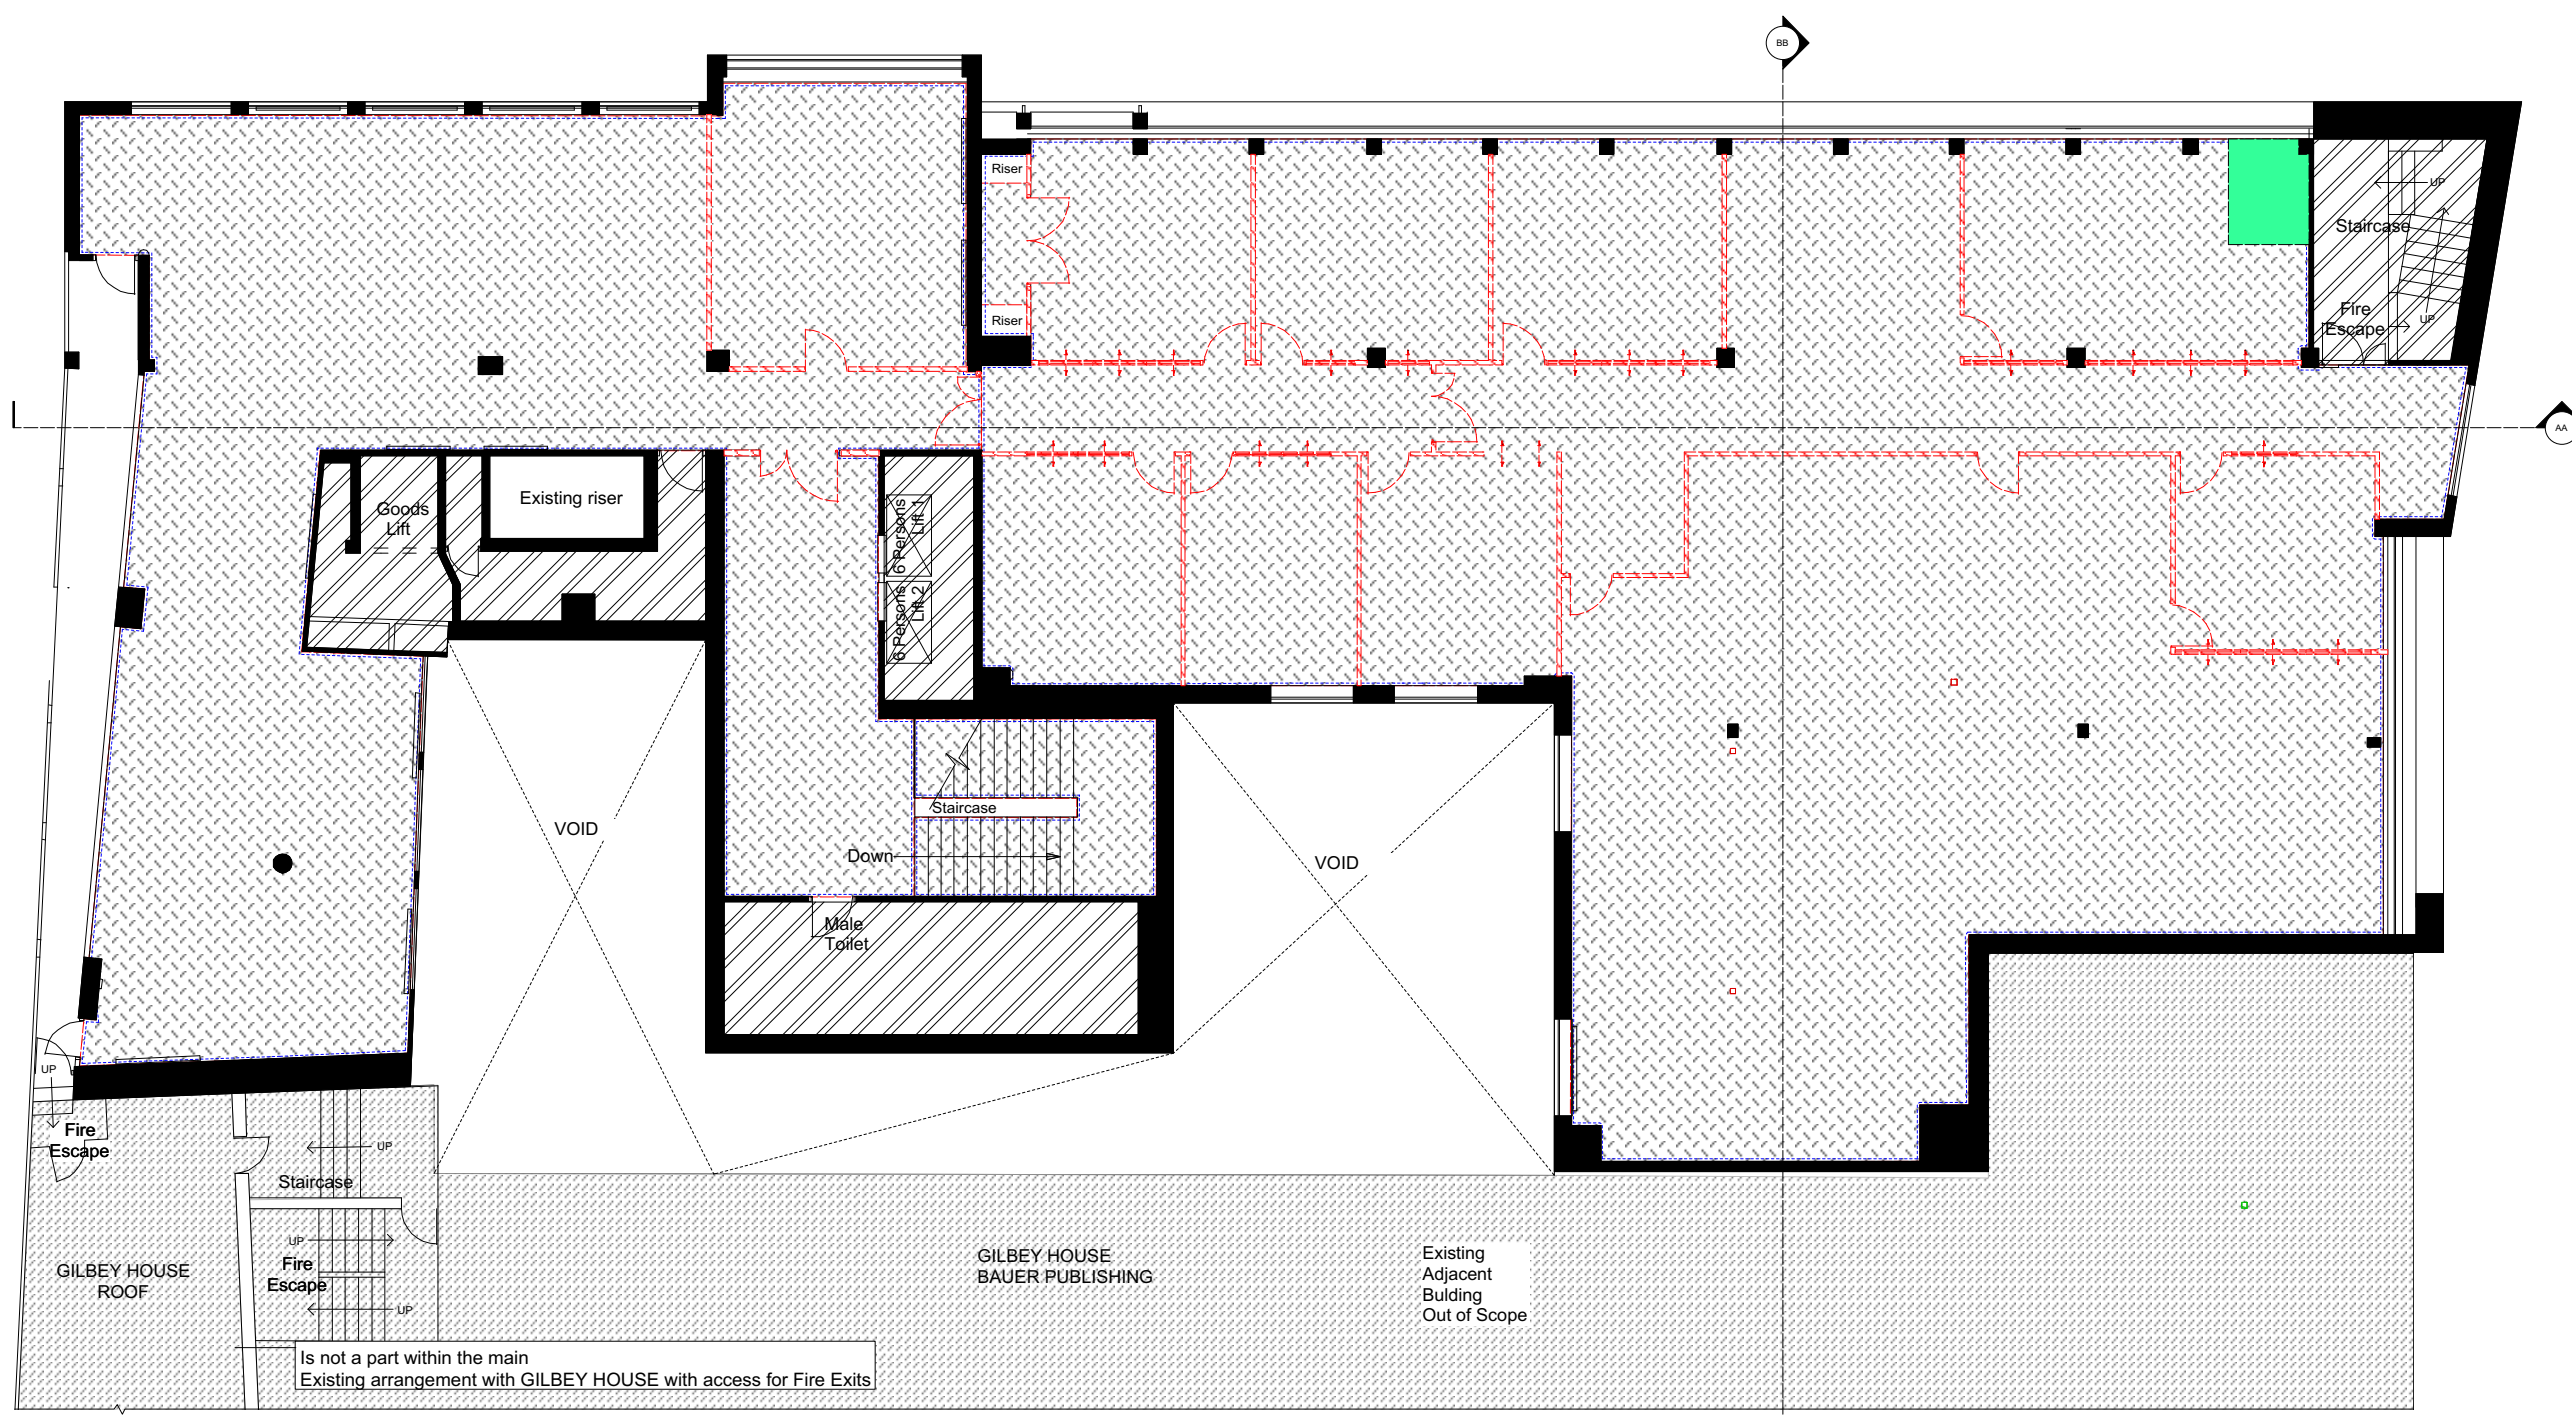 BB
Riser
UP
Staircase
Riser
Fire
Escape
UP
AA
Goods
Lift
Existing riser
6 Persons
Lift 1
6 Persons
Lift 2
Staircase
VOID
Down
VOID
Male
Toilet
UP
Fire
Escape
UP
Staircase
UP
Fire
Escape
UP
GILBEY HOUSE
ROOF
GILBEY HOUSE
BAUER PUBLISHING
Existing
Adjacent
Bulding
Out of Scope
Is not a part within the main
Existing arrangement with GILBEY HOUSE with access for Fire Exits